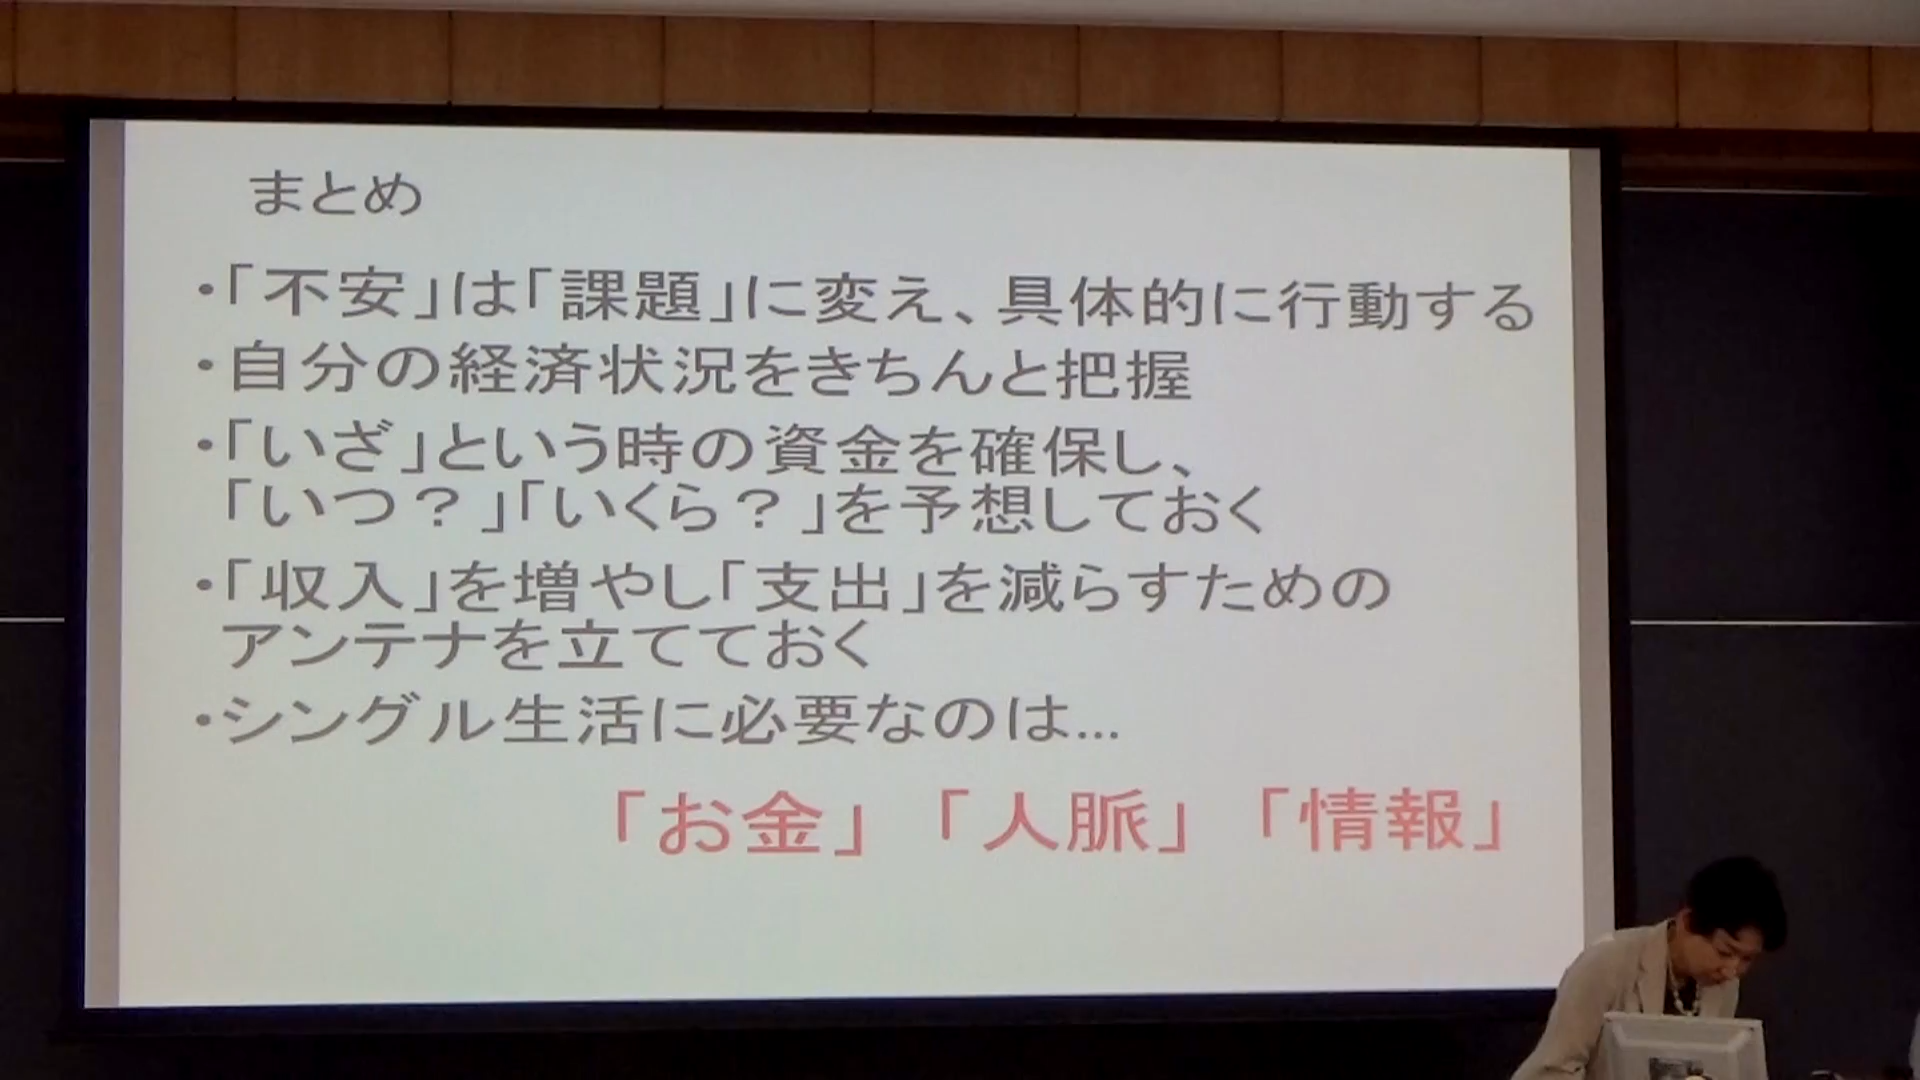 まとめ
・「不安」は「課題」に変え、具体的に行動する
・自分の経済状況をきちんと把握
・「いざ」という時の資金を確保し、
「いつ？」「いくら？」を予想しておく
・「収入」を増やし「支出」を減らすための
アンテナを立てておく
・シングル生活に必要なのは...
「お金」「人脈」「情報」